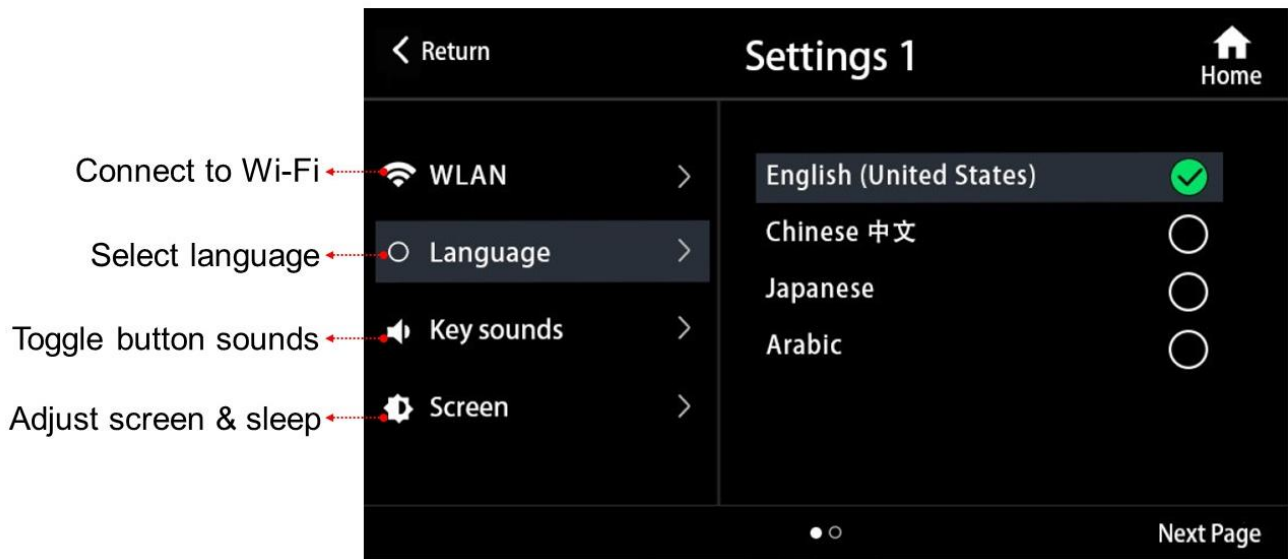 Return
Settings 1
Home
Connect to Wi-Fi
WLAN
Select language
Language
Toggle button sounds
Key sounds
Adjust screen & sleep
Screen
English (United States)
Chinese 中文
Japanese
Arabic
Next Page